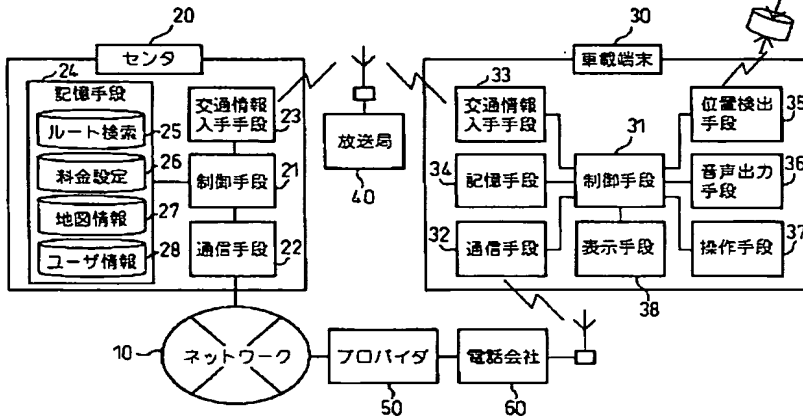 20
センタ
24
記憶手段
ルート検索
25
料金設定
26
地図情報
27
ユーザ情報
28
交通情報
入手手段
23
制御手段
21
通信手段
22
放送局
40
30
車載端末
33
交通情報
入手手段
34
記憶手段
32
通信手段
31
制御手段
表示手段
38
位置検出
手段
35
音声出力
手段
36
操作手段
37
10
ネットワーク
プロバイダ
50
電話会社
60